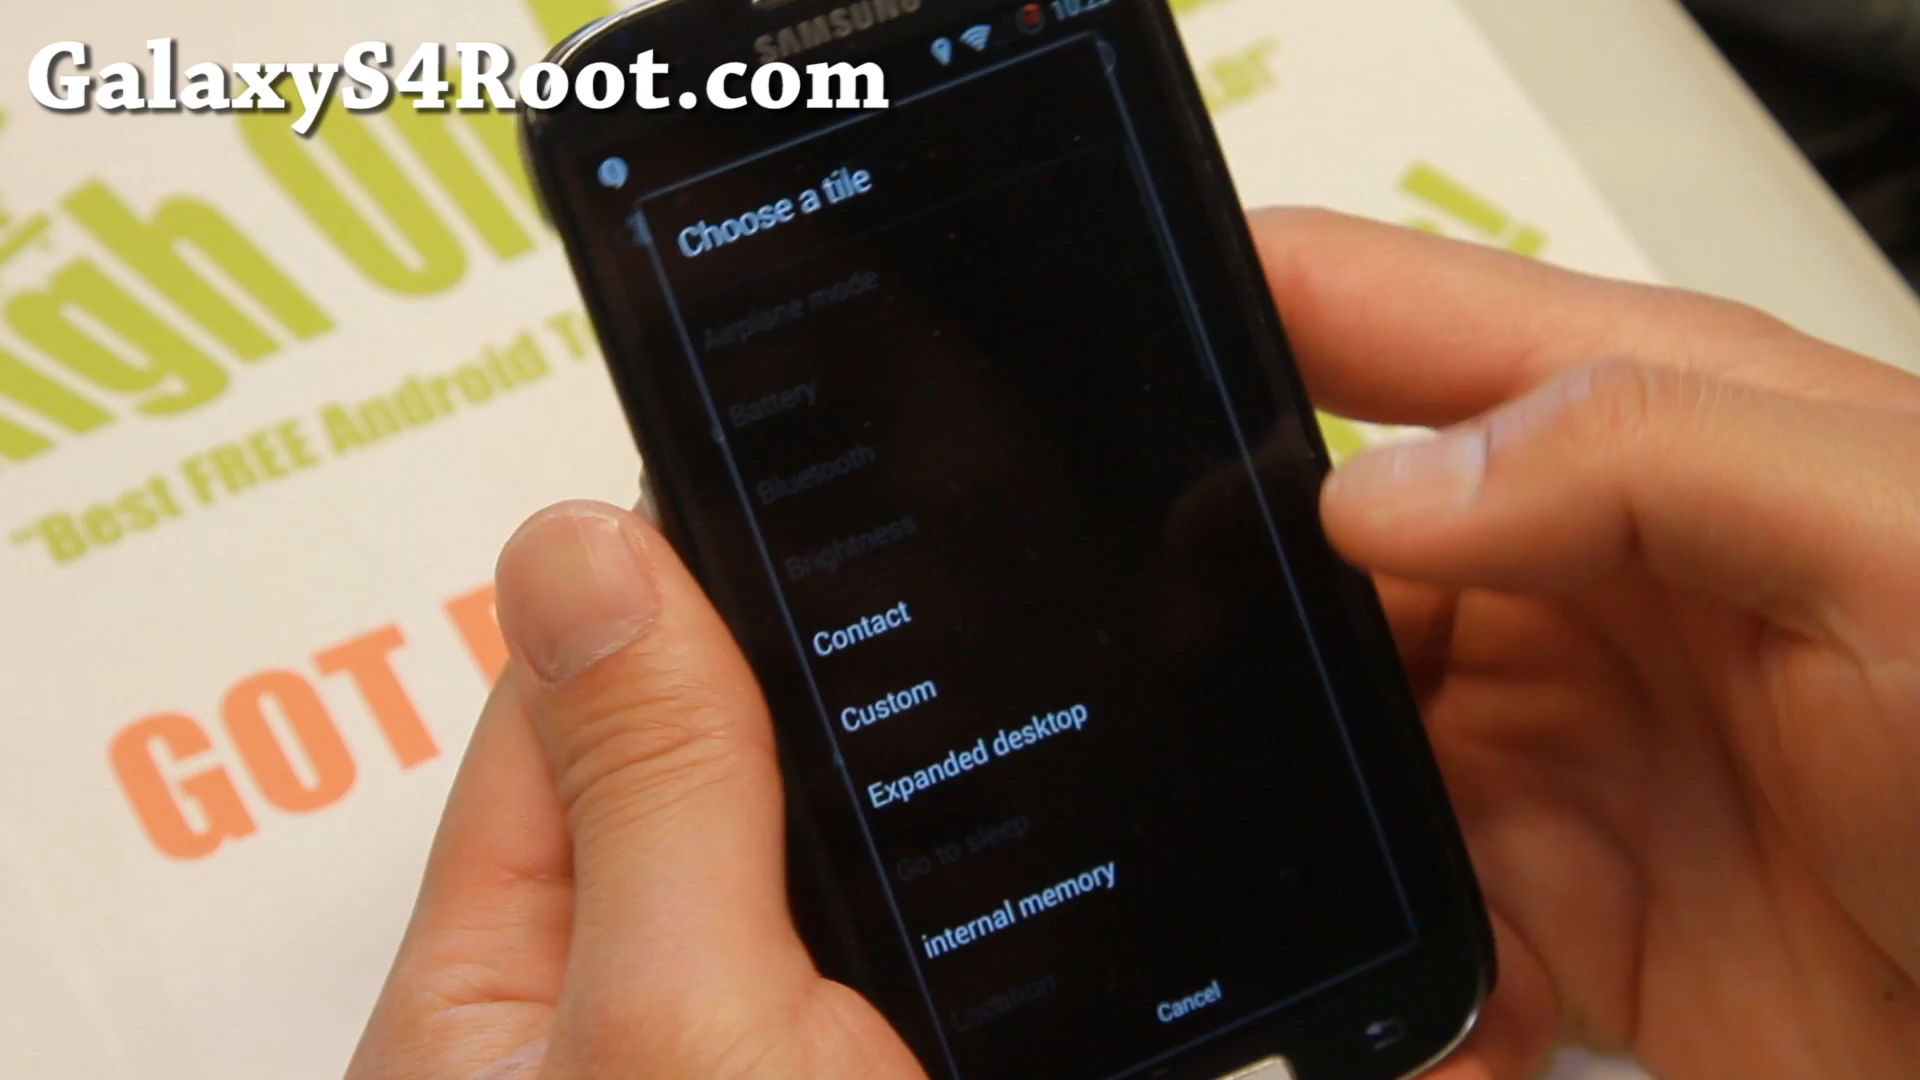 GalaxyS4Root.com
SAMSUNG
Choose a tile
Airplane mode
Battery
Bluetooth
Brightness
Contact
Custom
Expanded desktop
Go to sleep
internal memory
Location
Cancel
"Best FREE Android
GOT